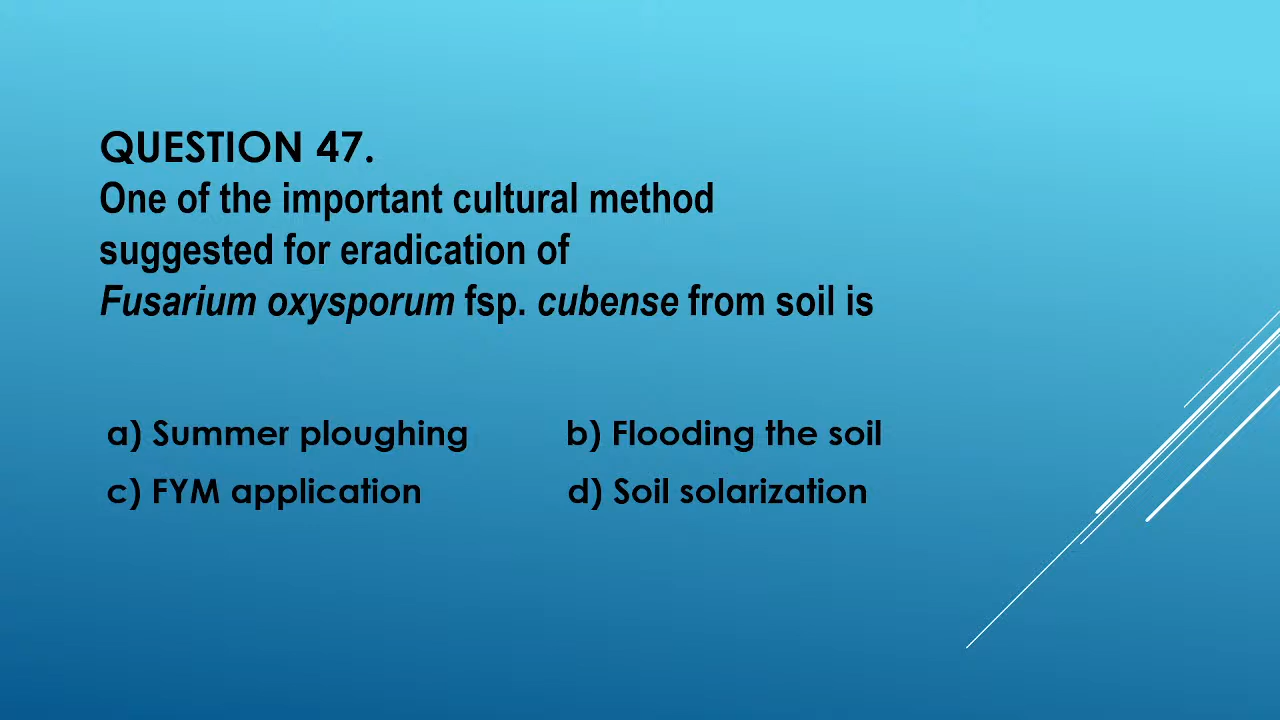 QUESTION 47.
One of the important cultural method
suggested for eradication of
Fusarium oxysporum fsp. cubense from soil is
a) Summer ploughing b) Flooding the soil
c) FYM application d) Soil solarization